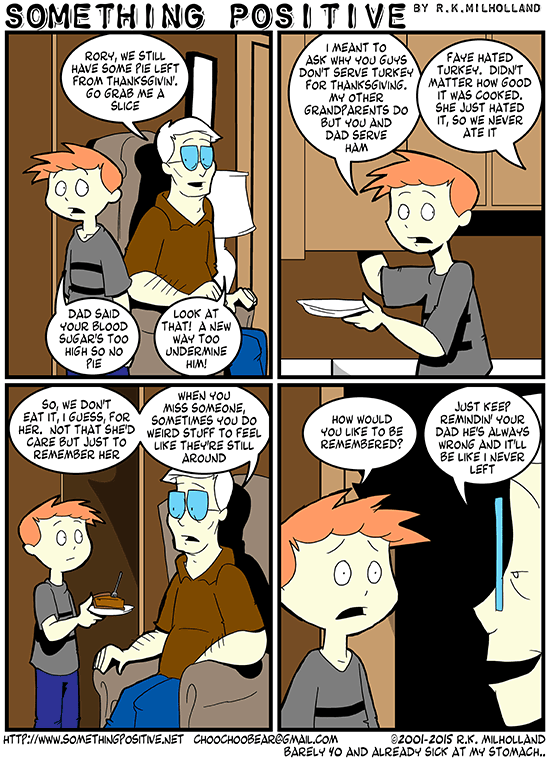 SOMETHING POSITIVE BY R.K.MILHOLLAND
RORY, WE STILL
HAVE SOME PIE LEFT
FROM THANKSGIVIN'.
GO GRAB ME A
SLICE
DAD SAID
YOUR BLOOD
SUGAR'S TOO
HIGH SO NO
PIE
LOOK AT
THAT! A NEW
WAY TOO
UNDERMINE
HIM!
I MEANT TO
ASK WHY YOU GUYS
DON'T SERVE TURKEY
FOR THANKSGIVING.
MY OTHER
GRANDPARENTS DO
BUT YOU AND
DAD SERVE
HAM
FAYE HATED
TURKEY. DIDN'T
MATTER HOW GOOD
IT WAS COOKED,
SHE JUST HATED
IT, SO WE NEVER
ATE IT
SO, WE DON'T
EAT IT, I GUESS, FOR
HER. NOT THAT SHE'D
CARE BUT JUST TO
REMEMBER HER
WHEN YOU
MISS SOMEONE,
SOMETIMES YOU DO
WEIRD STUFF TO FEEL
LIKE THEY'RE STILL
AROUND
HOW WOULD
YOU LIKE TO BE
REMEMBERED?
JUST KEEP
REMINDIN' YOUR
DAD HE'S ALWAYS
WRONG AND IT'LL
BE LIKE I NEVER
LEFT
HTTP://WWW.SOMETHINGPOSITIVE.NET CHOOCHOOBEAR@GMAIL.COM ©2001-2015 R.K. MILHOLLAND
BARELY 40 AND ALREADY SICK AT MY STOMACH..